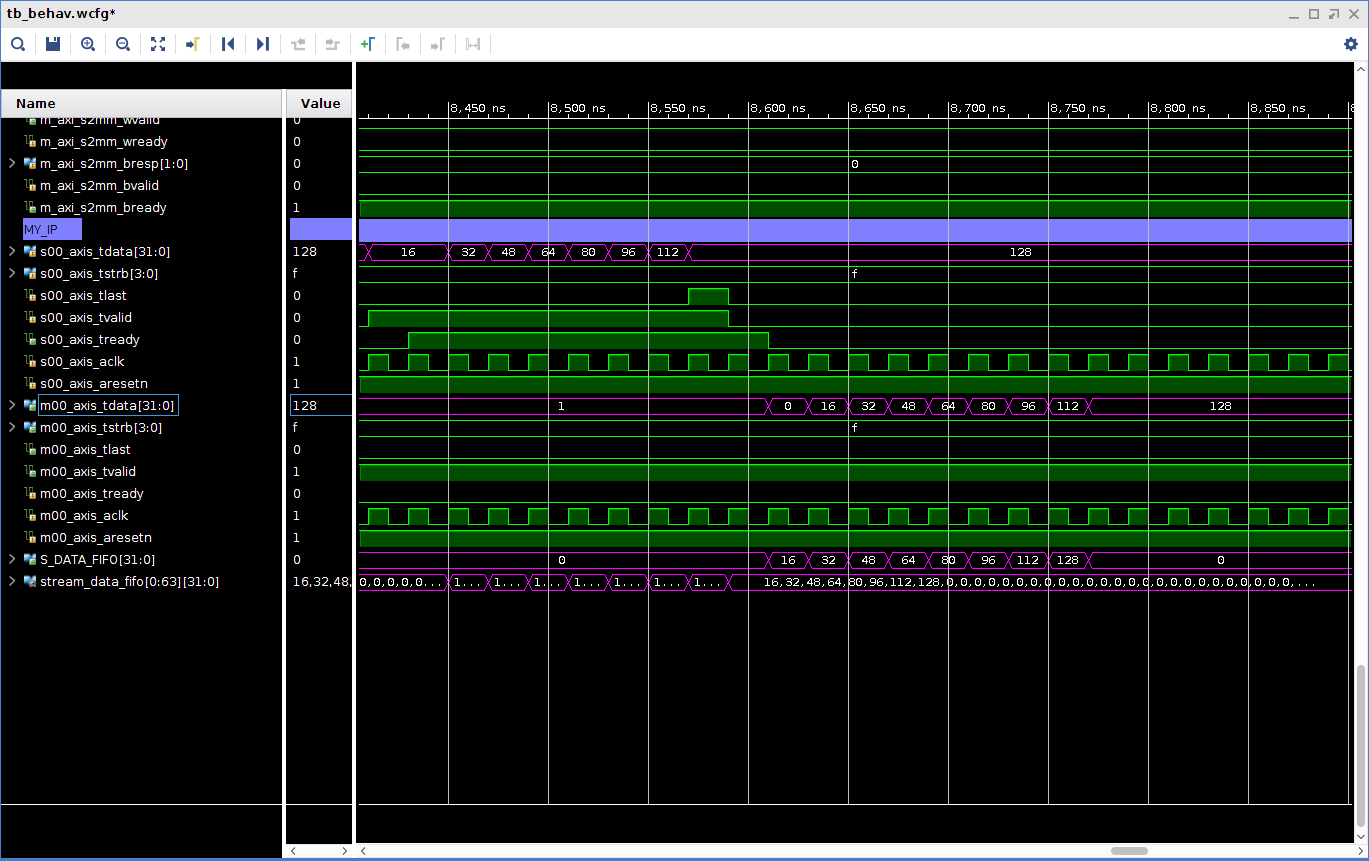 tb_behav.wcfg*
Name Value
8,450 ns 8,500 ns 8,550 ns 8,600 ns 8,650 ns 8,700 ns 8,750 ns 8,800 ns 8,850 ns 8
m_axi_s2mm_wvalid 0
m_axi_s2mm_wready 0
m_axi_s2mm_bresp[1:0] 0 0
m_axi_s2mm_bvalid 0
m_axi_s2mm_bready 1
MY_IP
s00_axis_tdata[31:0] 128 16 32 48 64 80 96 112 128
s00_axis_tstrb[3:0] f f
s00_axis_tlast 0
s00_axis_tvalid 0
s00_axis_tready 0
s00_axis_aclk 1
s00_axis_aresetn 1
m00_axis_tdata[31:0] 128 1 0 16 32 48 64 80 96 112 128
m00_axis_tstrb[3:0] f f
m00_axis_tlast 0
m00_axis_tvalid 1
m00_axis_tready 0
m00_axis_aclk 1
m00_axis_aresetn 1
S_DATA_FIFO[31:0] 0 0 16 32 48 64 80 96 112 128 0
stream_data_fifo[0:63][31:0] 16,32,48, 0,0,0,0,0... 1... 1... 1... 1... 1... 1... 1... 16,32,48,64,80,96,112,128,0,0,0,0,0,0,0,0,0,0,0,0,0,0,0,0,0,0,0,0,0,...